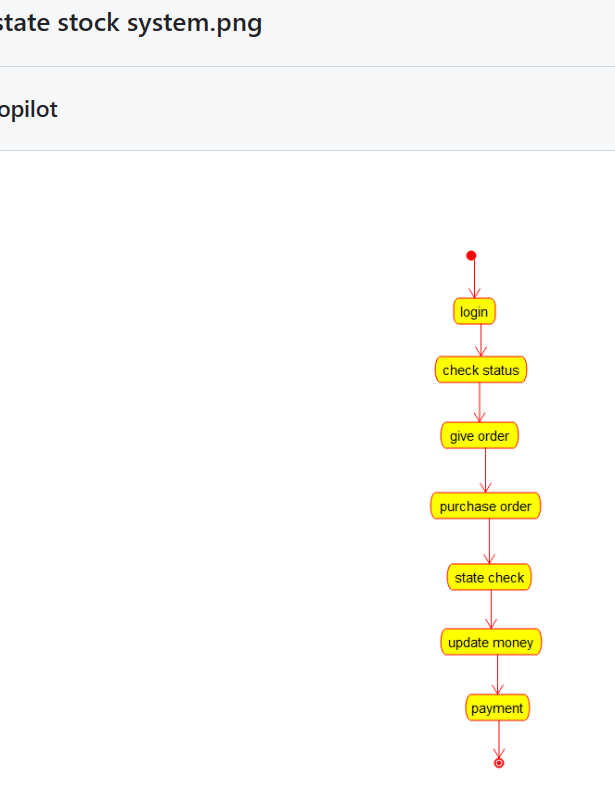 state stock system.png
opilot
login
check status
give order
purchase order
state check
update money
payment